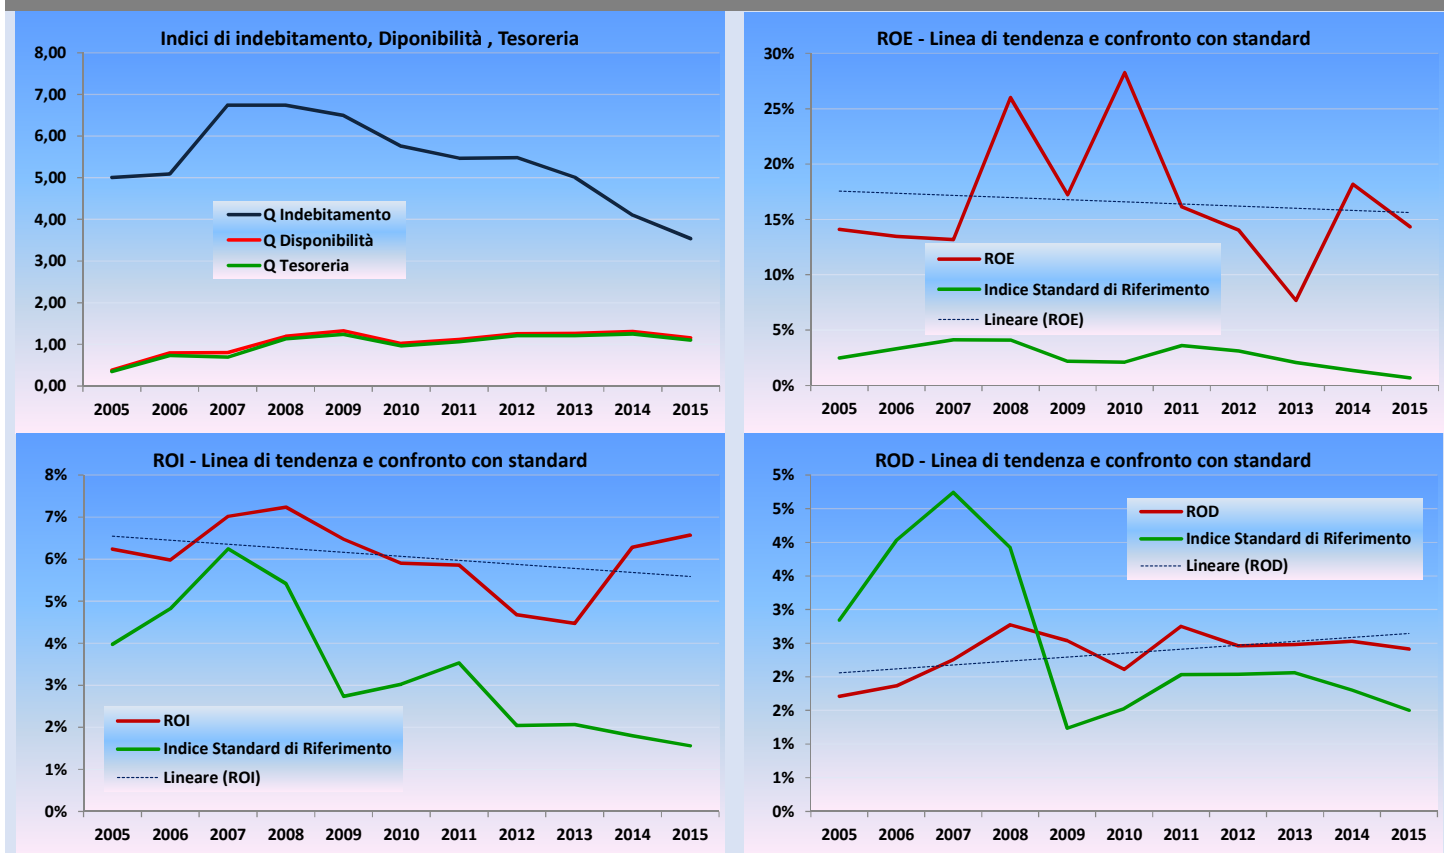 Indici di indebitamento, Diponibilità , Tesoreria
8,00
7,00
6,00
5,00
4,00
3,00
2,00
1,00
0,00
Q Indebitamento
Q Disponibilità
Q Tesoreria
2005 2006 2007 2008 2009 2010 2011 2012 2013 2014 2015
ROE - Linea di tendenza e confronto con standard
30%
25%
20%
15%
10%
5%
0%
ROE
Indice Standard di Riferimento
Lineare (ROE)
2005 2006 2007 2008 2009 2010 2011 2012 2013 2014 2015
ROI - Linea di tendenza e confronto con standard
8%
7%
6%
5%
4%
3%
2%
1%
0%
ROI
Indice Standard di Riferimento
Lineare (ROI)
2005 2006 2007 2008 2009 2010 2011 2012 2013 2014 2015
ROD - Linea di tendenza e confronto con standard
5%
5%
4%
4%
3%
3%
2%
2%
1%
1%
0%
ROD
Indice Standard di Riferimento
Lineare (ROD)
2005 2006 2007 2008 2009 2010 2011 2012 2013 2014 2015